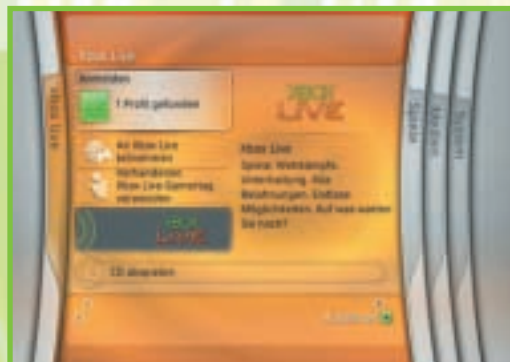 Xbox Live
Anmelden
1 Profil gefunden
An Xbox Live
teilnehmen
Vorhandenen
Xbox Live-Gamertag
verwenden
XBOX
LIVE
CD abspielen
XBOX
LIVE
Xbox Live
Spiele. Wettkämpfe.
Unterhaltung. Alle
Belohnungen. Endlose
Möglichkeiten. Auf was warten
Sie noch?
Xbox Live
Spiele
Medien
System